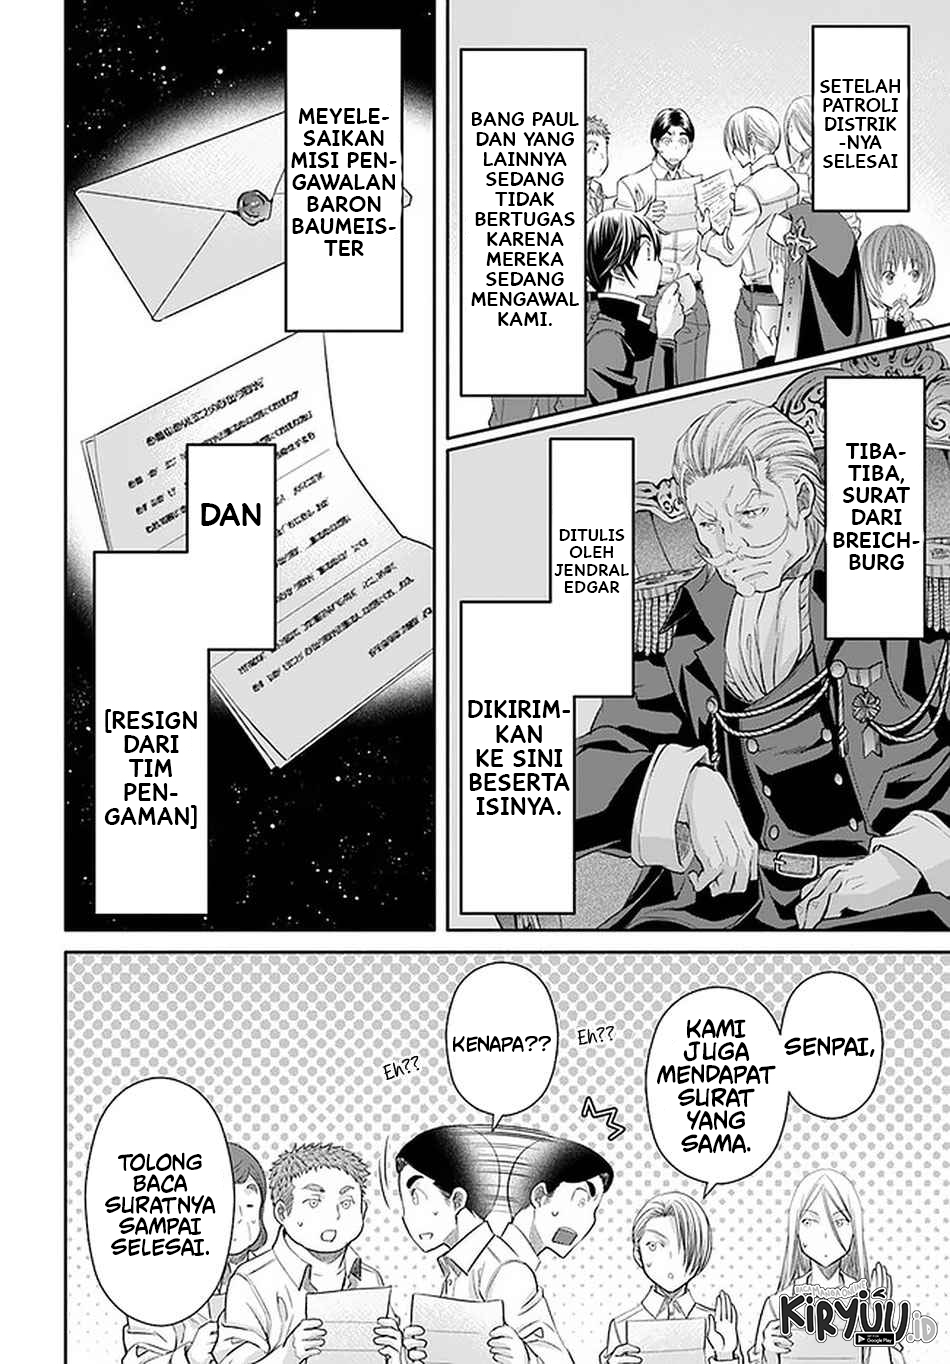 SETELAH
PATROLI
DISTRIK
-NYA
SELESAI
BANG PAUL
DAN YANG
LAINNYA
SEDANG
TIDAK
BERTUGAS
KARENA
MEREKA
SEDANG
MENGAWAL
KAMI.
TIBA-
TIBA,
SURAT
DARI
BREICH-
BURG
DITULIS
OLEH
JENDRAL
EDGAR
DIKIRIM-
KAN
KE SINI
BESERTA
ISINYA.
MEYELE-
SAIKAN
MISI PEN-
GAWALAN
BARON
BAUMEIS-
TER
DAN
[RESIGN
DARI
TIM
PEN-
GAMAN]
SENPAI,
KAMI
JUGA
MENDAPAT
SURAT
YANG
SAMA.
Eh??
KENAPA??
Eh??
TOLONG
BACA
SURATNYA
SAMPAI
SELESAI.
KIRYUU.iD
Google Play